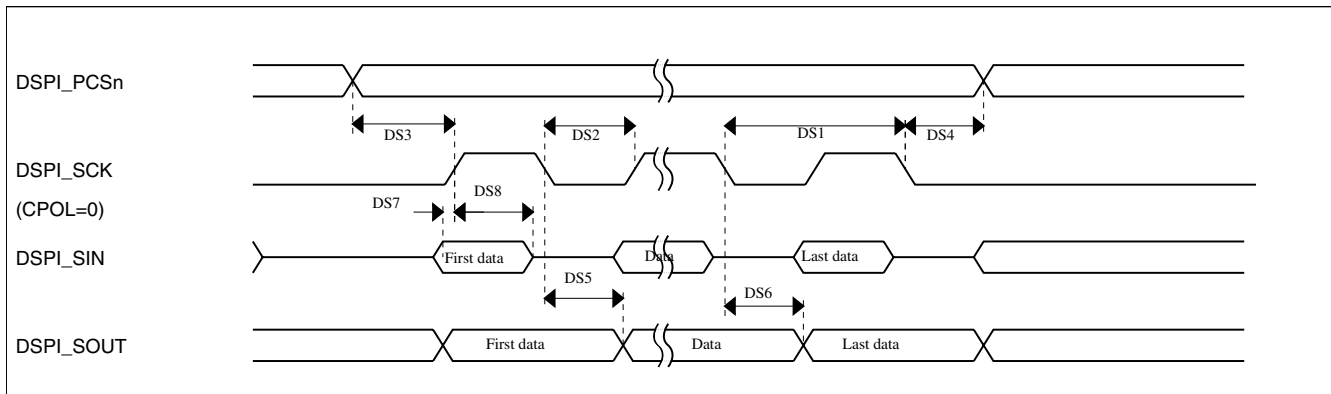 DSPI_PCSn
DS3
DS2
DS1
DS4
DSPI_SCK
(CPOL=0)
DS7
DS8
DSPI_SIN
First data
Data
Last data
DS5
DS6
DSPI_SOUT
First data
Data
Last data